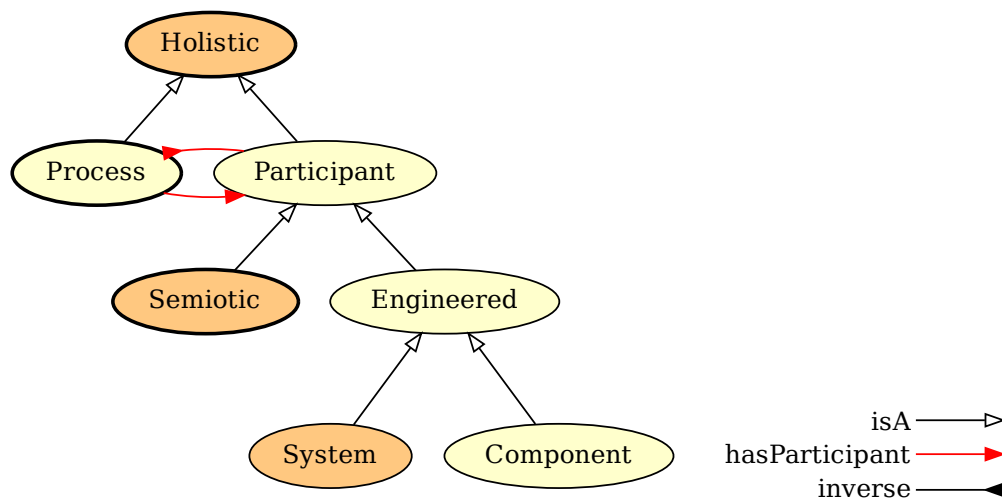 Holistic
Process
Participant
Semiotic
Engineered
System
Component
isA
hasParticipant
inverse